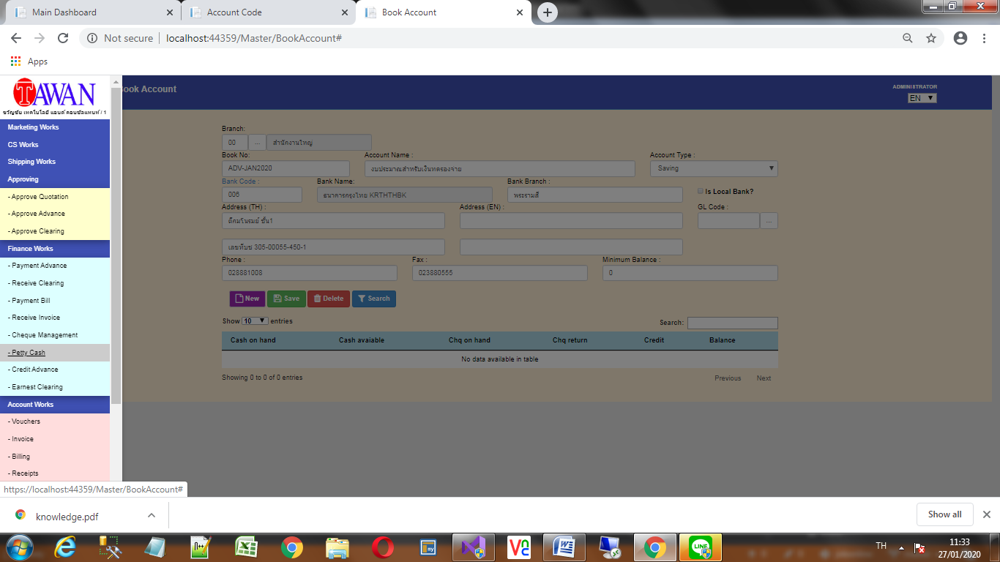 Main Dashboard
Account Code
Book Account
Not secure
localhost:44359/Master/BookAccount#
Apps
TAWAN
ขวัญชัย เทคโนโลยี แอนด์ คอนซัลแทนท์ / 1
ook Account
ADMINISTRATOR
EN
Marketing Works
CS Works
Shipping Works
Approving
- Approve Quotation
- Approve Advance
- Approve Clearing
Finance Works
- Payment Advance
- Receive Clearing
- Payment Bill
- Receive Invoice
- Cheque Management
- Petty Cash
- Credit Advance
- Earnest Clearing
Account Works
- Vouchers
- Invoice
- Billing
- Receipts
Branch:
00 ... สำนักงานใหญ่
Book No: Account Name : Account Type :
ADV-JAN2020 งบประมาณสำหรับเงินทดรองจ่าย Saving
Bank Code : Bank Name: Bank Branch :
006 ธนาคารกรุงไทย KRTHTHBK พระรามสี่ Is Local Bank?
Address (TH) : Address (EN) : GL Code :
ตึกมโนรมย์ ชั้น1 ...
เลขที่บช 305-00055-450-1
Phone : Fax : Minimum Balance :
028881008 023880555 0
New Save Delete Search
Show 10 entries Search:
Cash on hand Cash avaiable Chq on hand Chq return Credit Balance
No data available in table
Showing 0 to 0 of 0 entries Previous Next
https://localhost:44359/Master/BookAccount#
knowledge.pdf
Show all
TH
11:33
27/01/2020